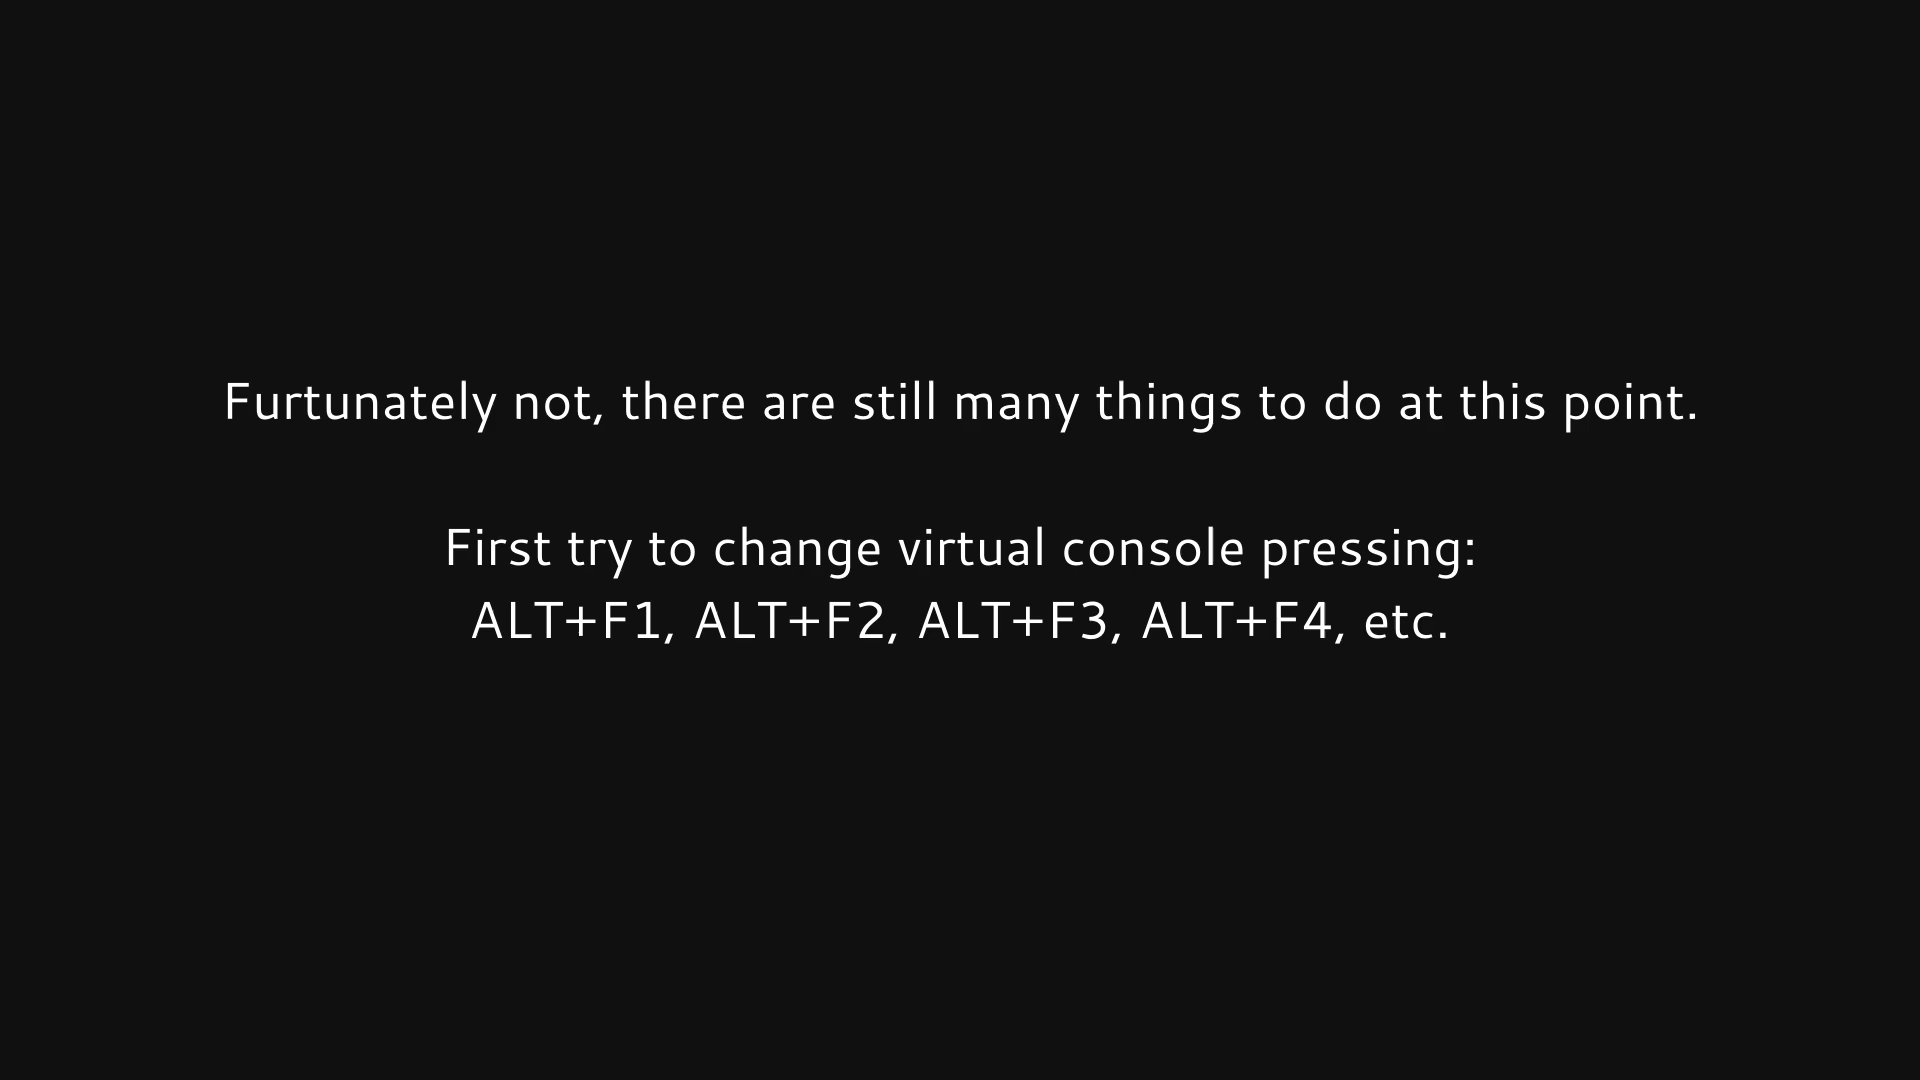 Furtunately not, there are still many things to do at this point.
First try to change virtual console pressing:
ALT+F1, ALT+F2, ALT+F3, ALT+F4, etc.